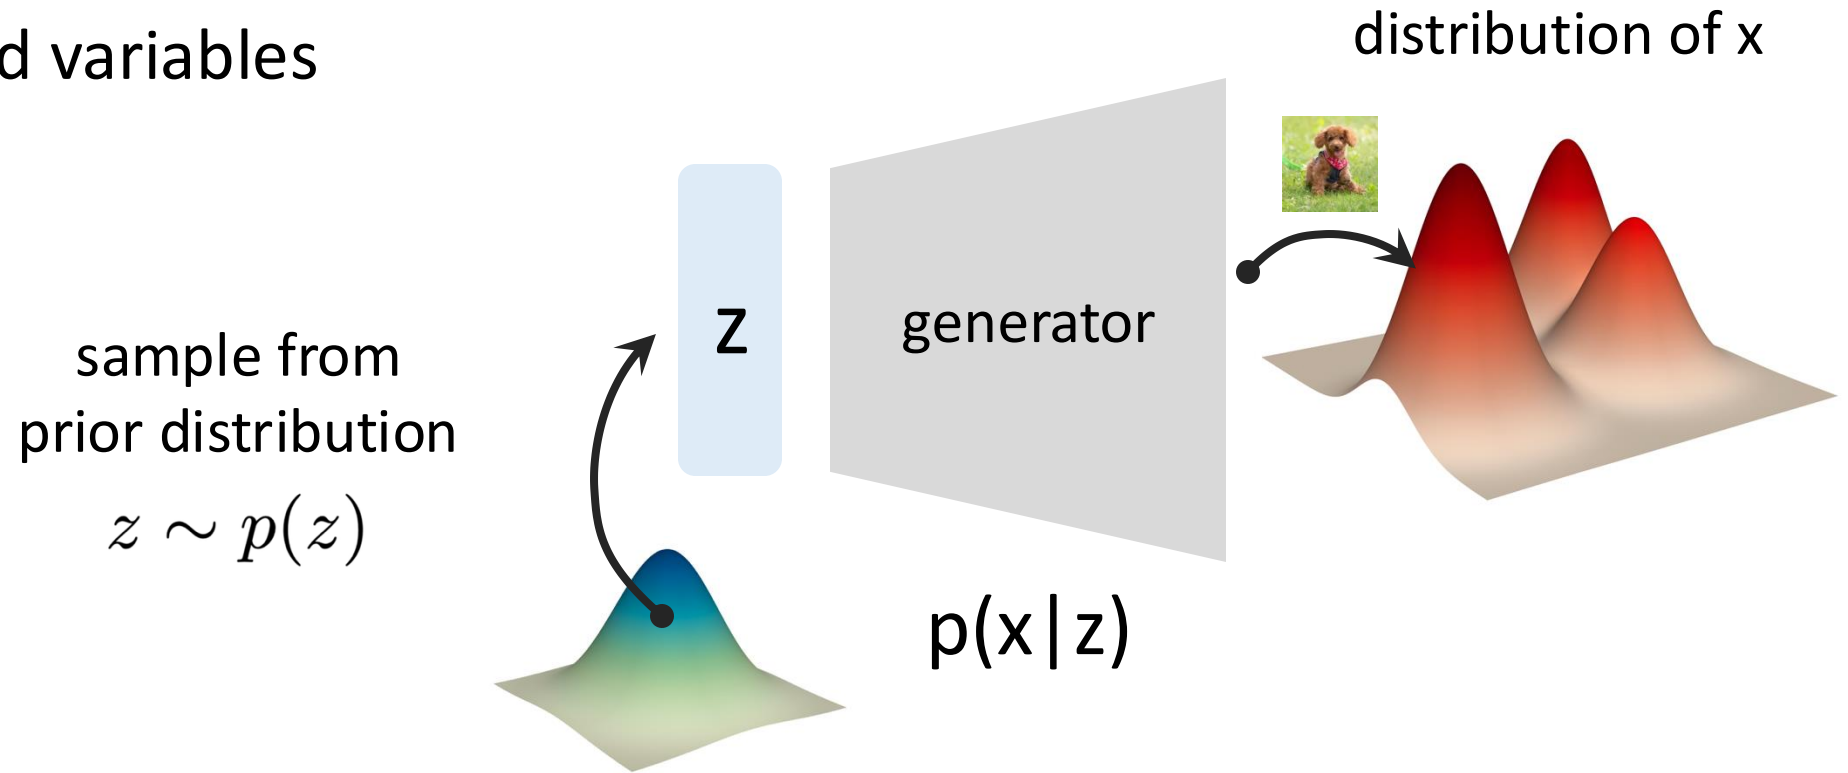 d variables
distribution of x
z
generator
sample from
prior distribution
z ∼ p(z)
p(x|z)